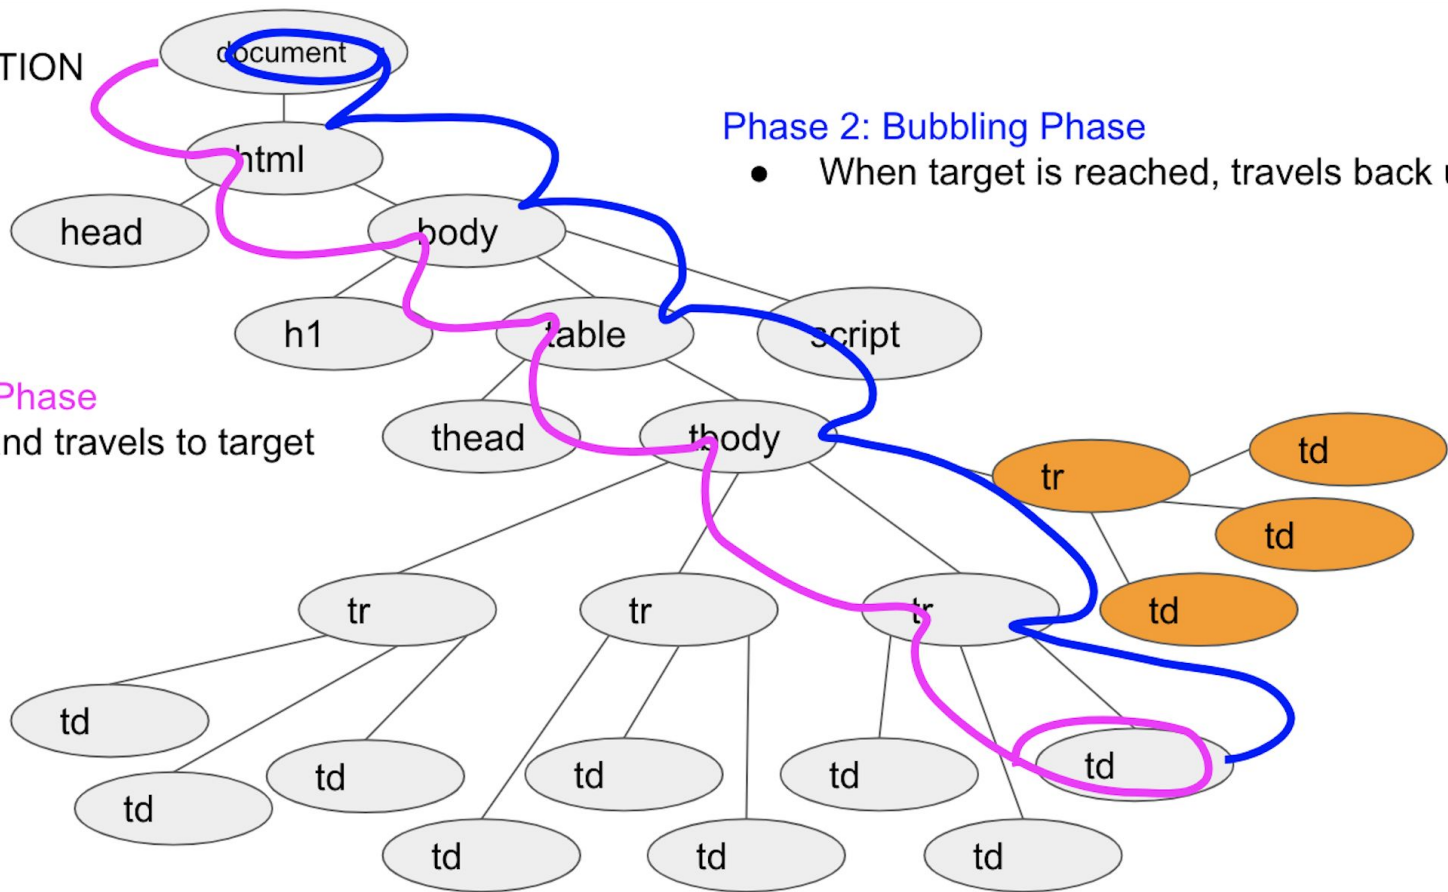 document
TION
Phase 2: Bubbling Phase
● When target is reached, travels back
html
head
body
h1
table
script
Phase
nd travels to target
thead
tbody
tr
td
td
td
tr
tr
tr
td
td
td
td
td
td
td
td
td
td